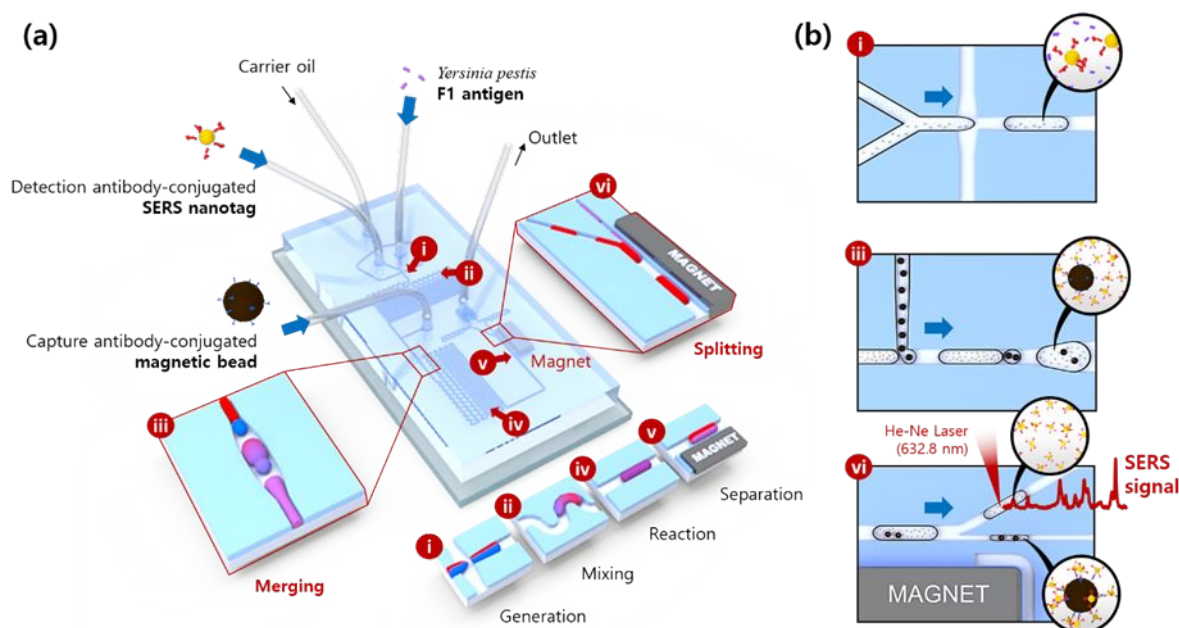 (a)
Carrier oil
Yersinia pestis
F1 antigen
Outlet
Detection antibody-conjugated
SERS nanotag
vi
MAGNET
Splitting
i
ii
Capture antibody-conjugated
magnetic bead
v
Magnet
iv
iii
Merging
i
Generation
ii
Mixing
iv
Reaction
v
MAGNET
Separation
(b)
i
iii
He-Ne Laser
(632.8 nm)
SERS
signal
vi
MAGNET